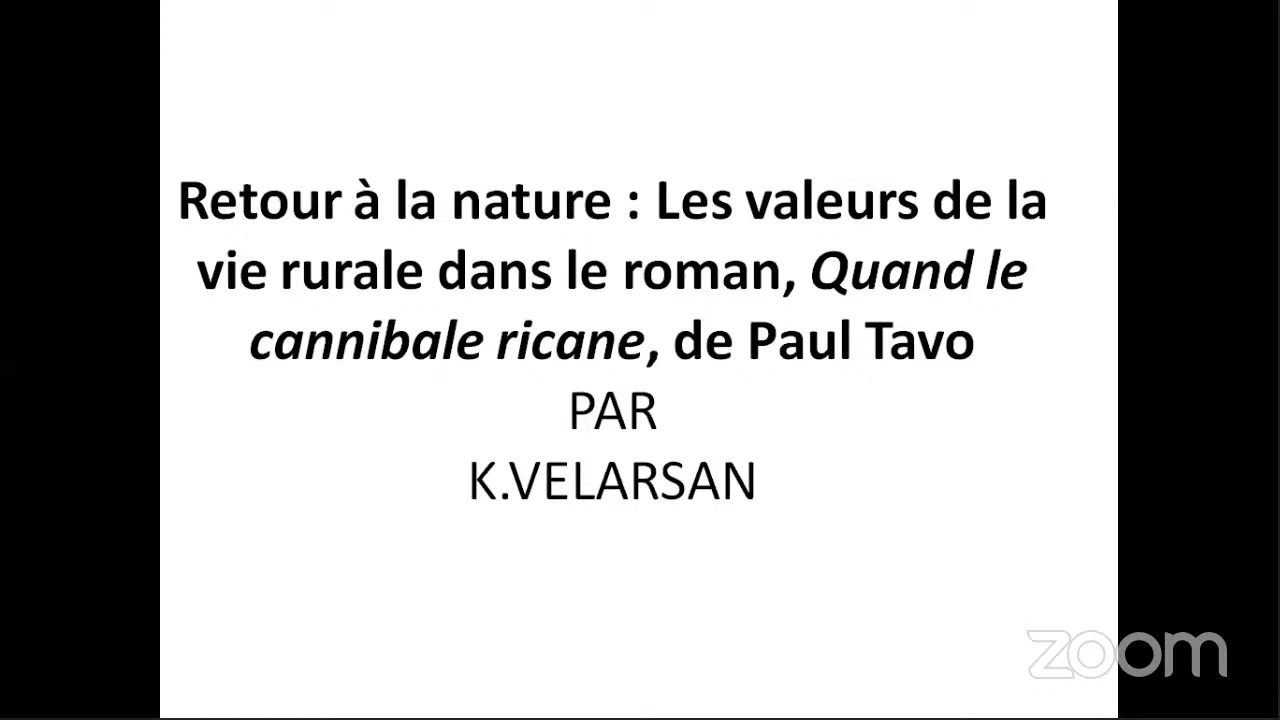 Retour à la nature : Les valeurs de la
vie rurale dans le roman, Quand le
cannibale ricane, de Paul Tavo
PAR
K.VELARSAN
zoom